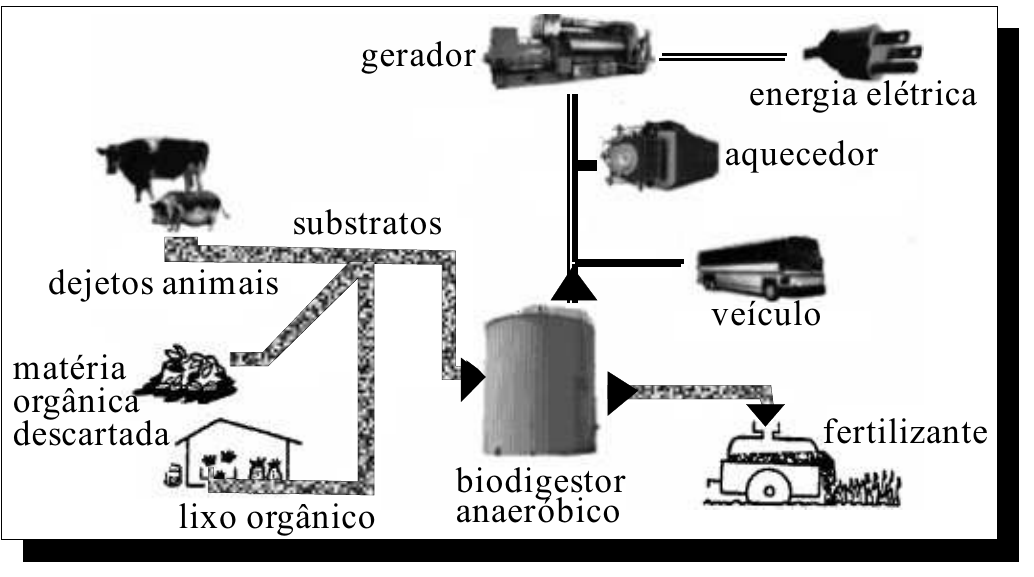 gerador
energia elétrica
aquecedor
substratos
dejetos animais
veículo
matéria
orgânica
descartada
fertilizante
biodigestor
anaeróbico
lixo orgânico